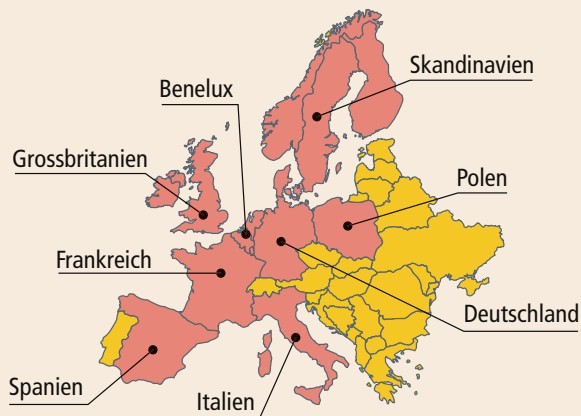 Skandinavien
Benelux
Grossbritanien
Polen
Frankreich
Deutschland
Spanien
Italien